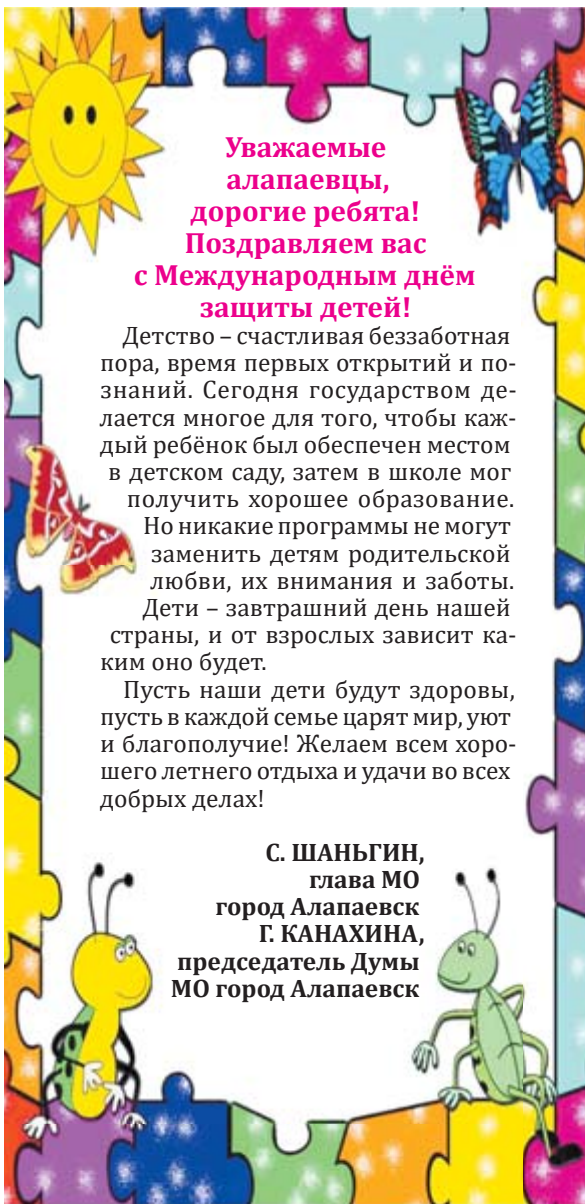 Уважаемые
алапаевцы,
дорогие ребята!
Поздравляем вас
с Международным днём
защиты детей!
Детство – счастливая беззаботная
пора, время первых открытий и по-
знаний. Сегодня государством де-
лается многое для того, чтобы каж-
дый ребёнок был обеспечен местом
в детском саду, затем в школе мог
получить хорошее образование.
Но никакие программы не могут
заменить детям родительской
любви, их внимания и заботы.
Дети – завтрашний день нашей
страны, и от взрослых зависит ка-
ким оно будет.
Пусть наши дети будут здоровы,
пусть в каждой семье царят мир, уют
и благополучие! Желаем всем хоро-
шего летнего отдыха и удачи во всех
добрых делах!
С. ШАНЬГИН,
глава МО
город Алапаевск
Г. КАНАХИНА,
председатель Думы
МО город Алапаевск